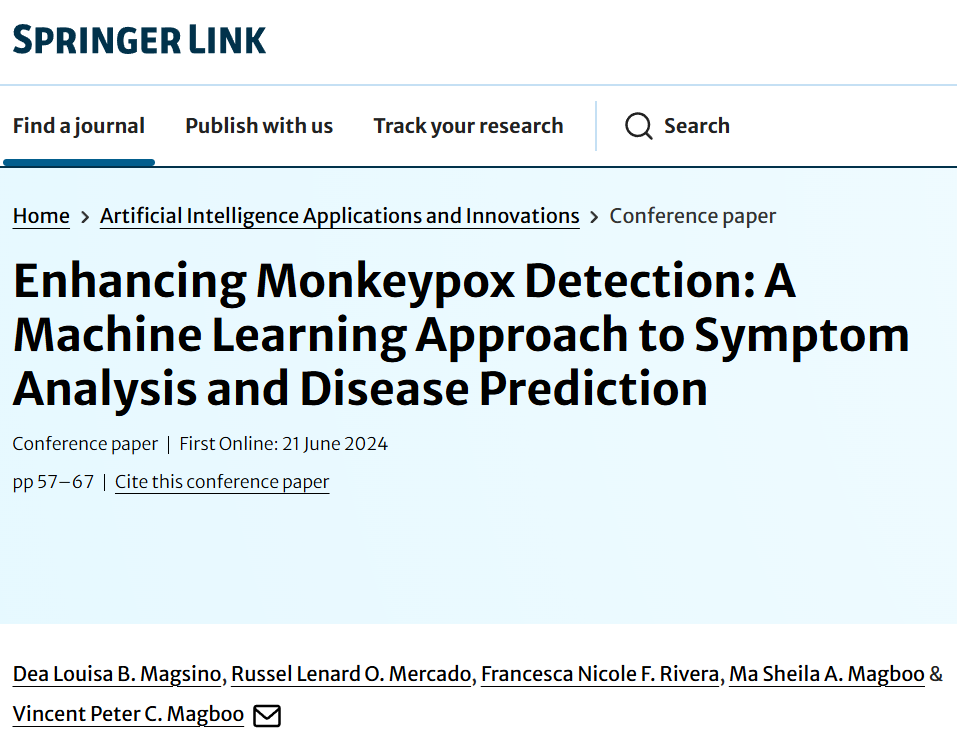 SPRINGER LINK
Find a journal Publish with us Track your research Search
Home > Artificial Intelligence Applications and Innovations > Conference paper
Enhancing Monkeypox Detection: A
Machine Learning Approach to Symptom
Analysis and Disease Prediction
Conference paper | First Online: 21 June 2024
pp 57–67 | Cite this conference paper
Dea Louisa B. Magsino, Russel Lenard O. Mercado, Francesca Nicole F. Rivera, Ma Sheila A. Magboo &
Vincent Peter C. Magboo